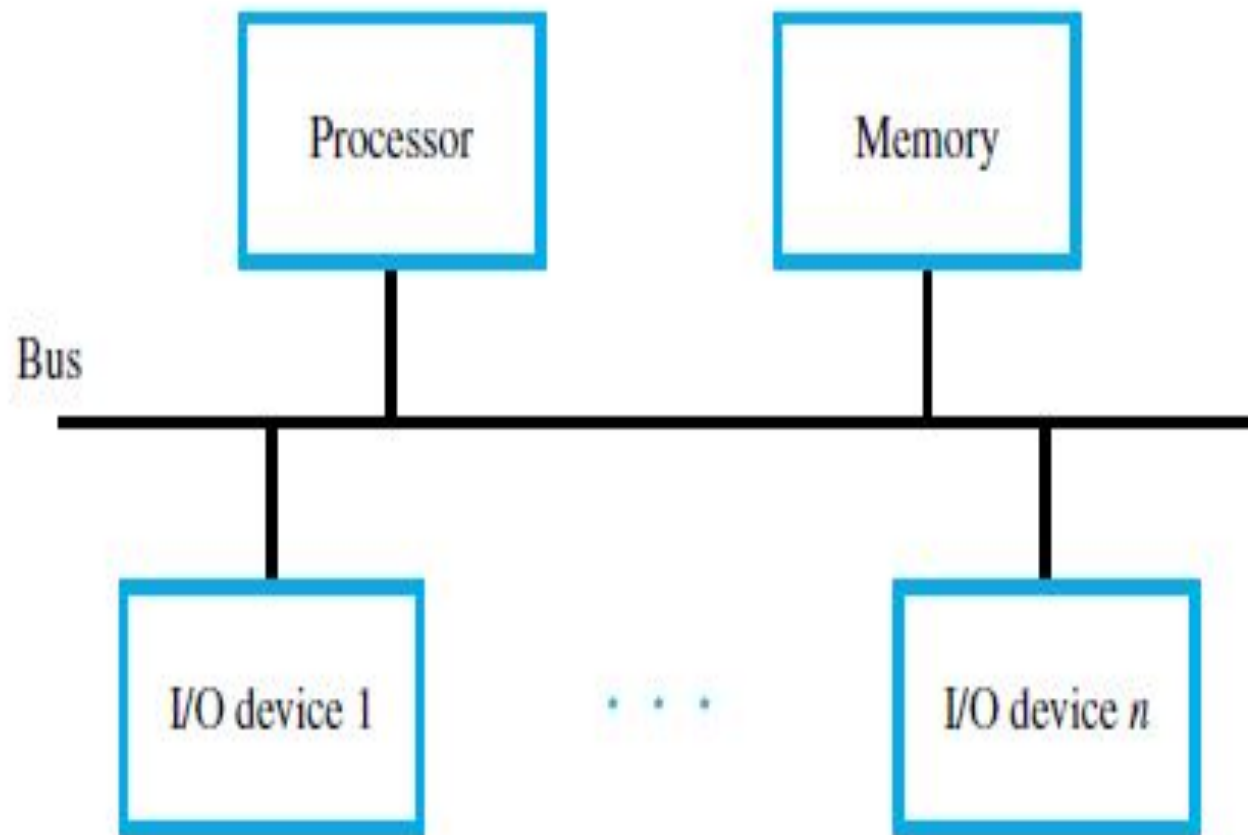 Processor
Memory
Bus
I/O device 1
. . .
I/O device n